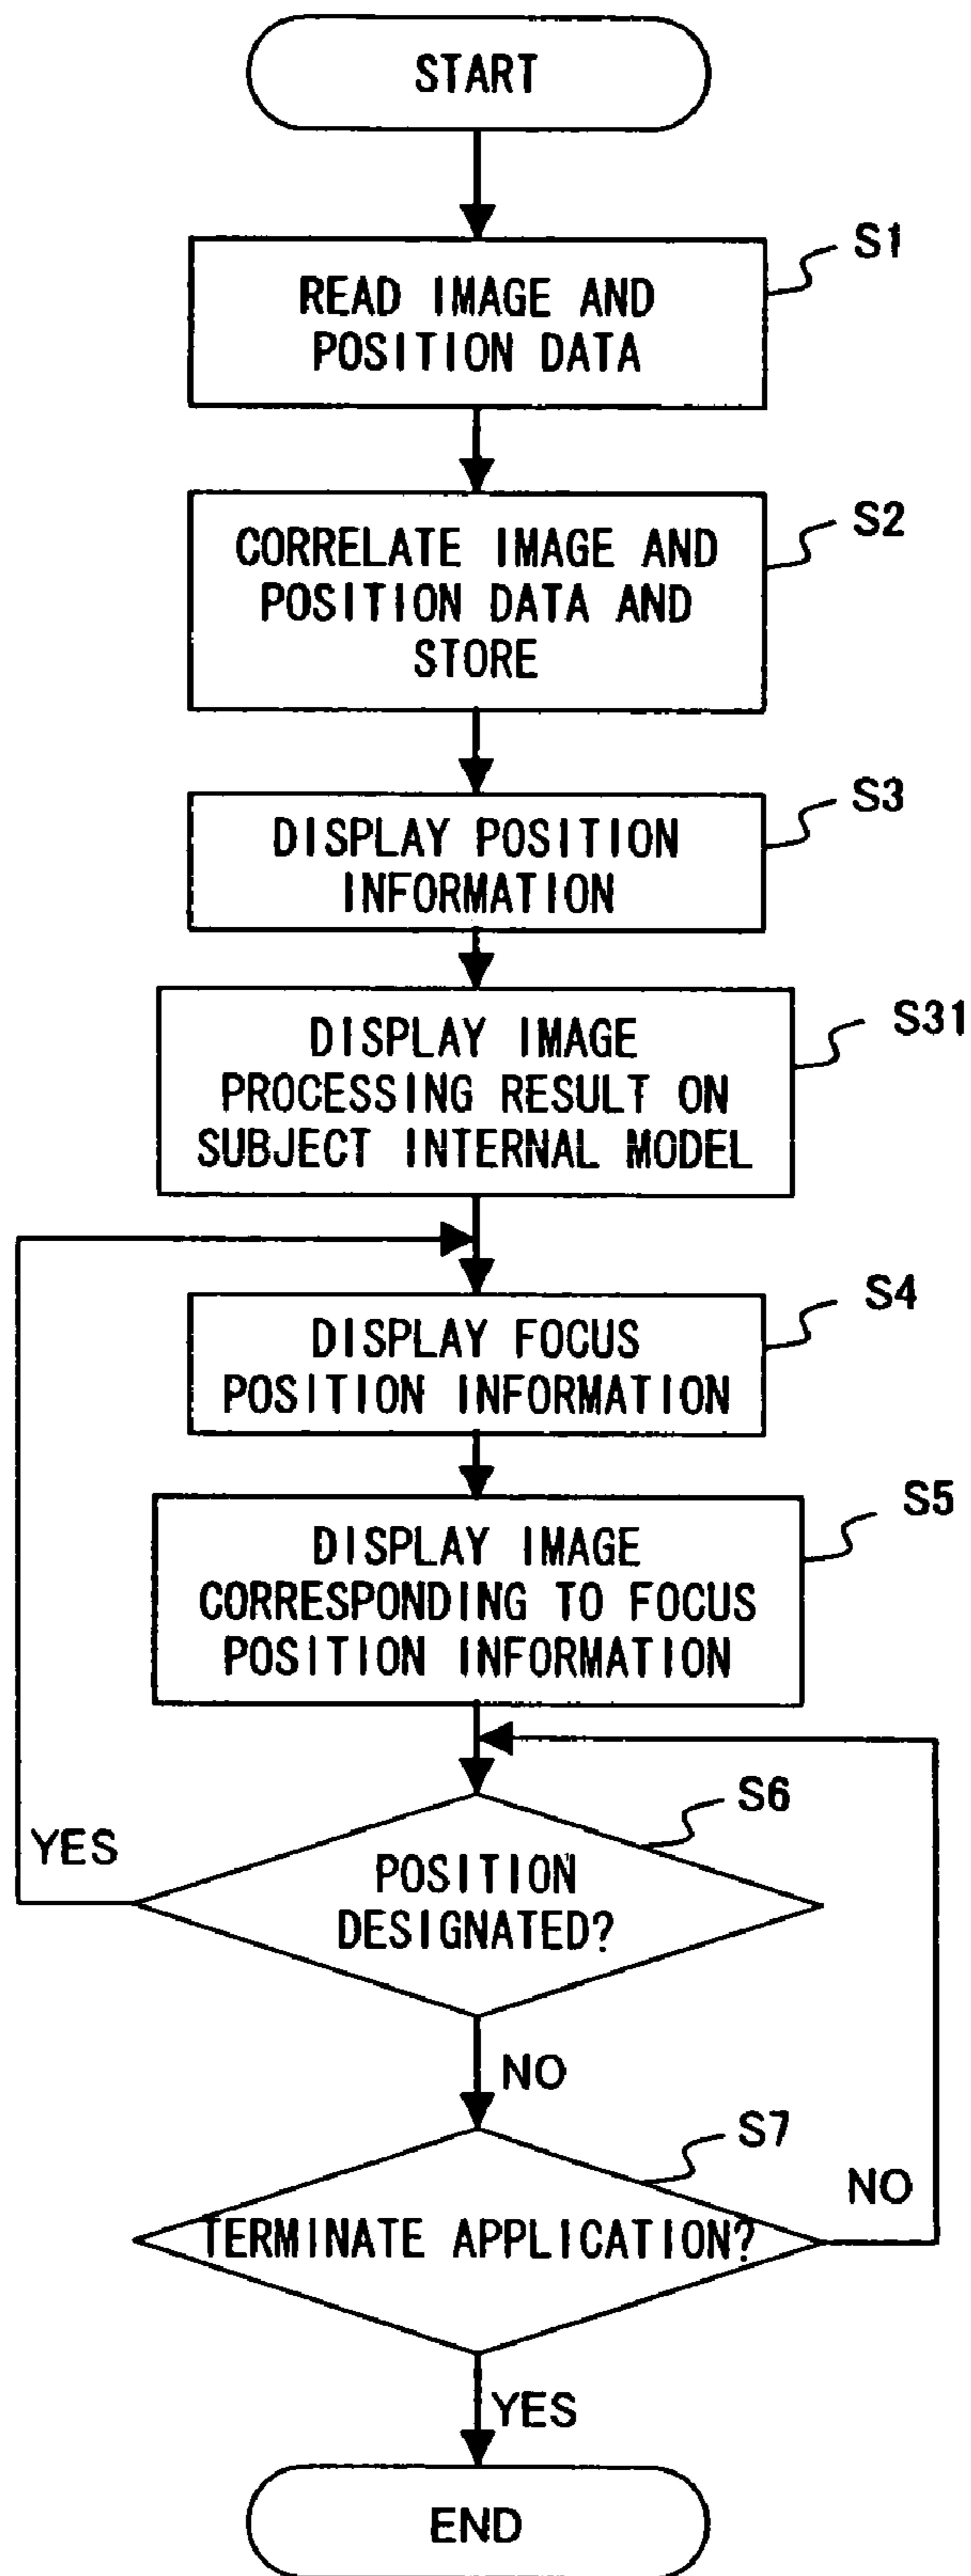 START
S1
READ IMAGE AND
POSITION DATA
S2
CORRELATE IMAGE AND
POSITION DATA AND
STORE
S3
DISPLAY POSITION
INFORMATION
S31
DISPLAY IMAGE
PROCESSING RESULT ON
SUBJECT INTERNAL MODEL
S4
DISPLAY FOCUS
POSITION INFORMATION
S5
DISPLAY IMAGE
CORRESPONDING TO FOCUS
POSITION INFORMATION
S6
YES
POSITION
DESIGNATED?
NO
S7
NO
TERMINATE APPLICATION?
YES
END